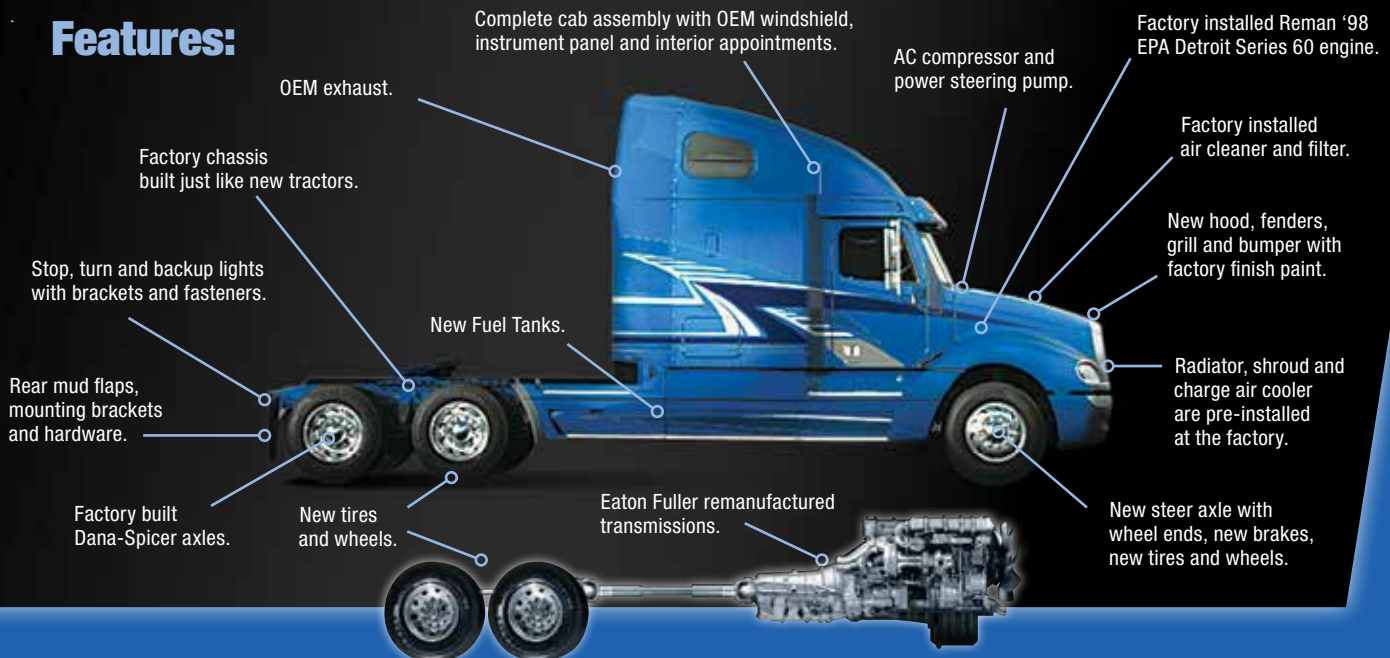 Features:
Complete cab assembly with OEM windshield,
instrument panel and interior appointments.
Factory installed Reman ‘98
EPA Detroit Series 60 engine.
AC compressor and
power steering pump.
OEM exhaust.
Factory installed
air cleaner and filter.
Factory chassis
built just like new tractors.
New hood, fenders,
grill and bumper with
factory finish paint.
Stop, turn and backup lights
with brackets and fasteners.
New Fuel Tanks.
Radiator, shroud and
charge air cooler
are pre-installed
at the factory.
Rear mud flaps,
mounting brackets
and hardware.
Factory built
Dana-Spicer axles.
New tires
and wheels.
Eaton Fuller remanufactured
transmissions.
New steer axle with
wheel ends, new brakes,
new tires and wheels.